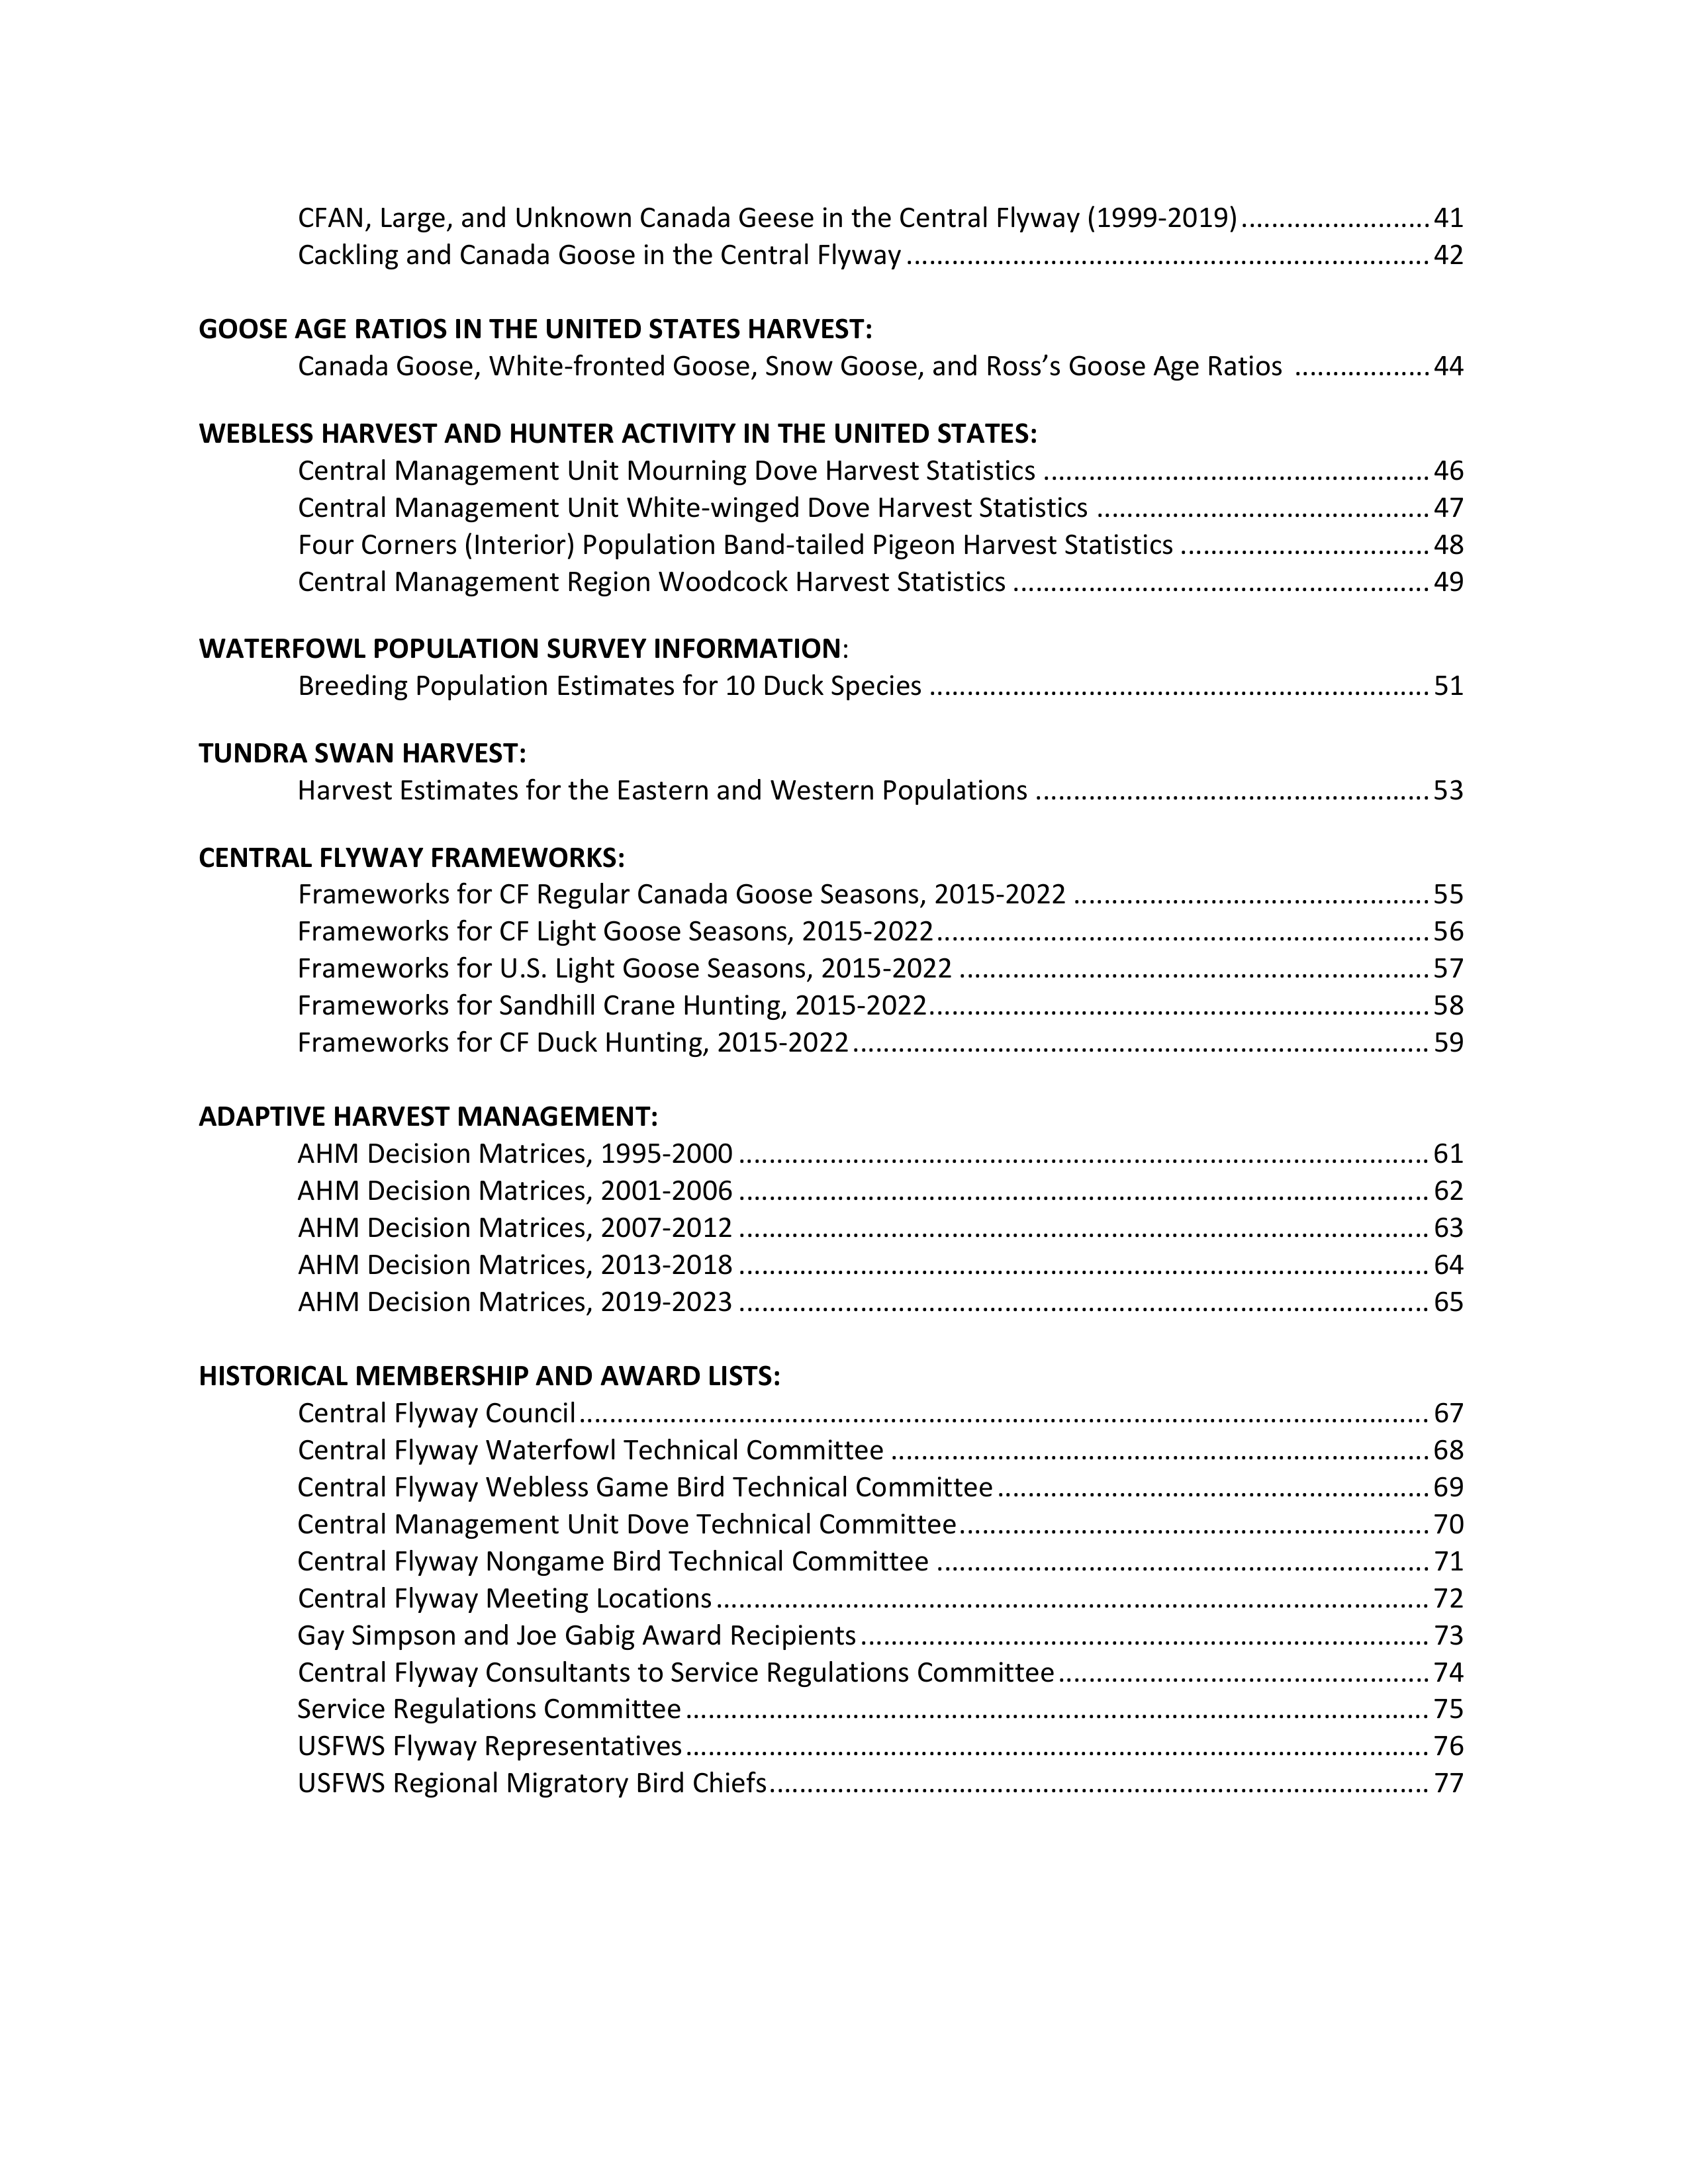 CFAN, Large, and Unknown Canada Geese in the Central Flyway (1999-2019).........................41
Cackling and Canada Goose in the Central Flyway......................................................................42
GOOSE AGE RATIOS IN THE UNITED STATES HARVEST:
Canada Goose, White-fronted Goose, Snow Goose, and Ross’s Goose Age Ratios ..................44
WEBLESS HARVEST AND HUNTER ACTIVITY IN THE UNITED STATES:
Central Management Unit Mourning Dove Harvest Statistics ...................................................46
Central Management Unit White-winged Dove Harvest Statistics ............................................47
Four Corners (Interior) Population Band-tailed Pigeon Harvest Statistics .................................48
Central Management Region Woodcock Harvest Statistics .......................................................49
WATERFOWL POPULATION SURVEY INFORMATION:
Breeding Population Estimates for 10 Duck Species ..................................................................51
TUNDRA SWAN HARVEST:
Harvest Estimates for the Eastern and Western Populations ....................................................53
CENTRAL FLYWAY FRAMEWORKS:
Frameworks for CF Regular Canada Goose Seasons, 2015-2022 ...............................................55
Frameworks for CF Light Goose Seasons, 2015-2022..................................................................56
Frameworks for U.S. Light Goose Seasons, 2015-2022 ..............................................................57
Frameworks for Sandhill Crane Hunting, 2015-2022...................................................................58
Frameworks for CF Duck Hunting, 2015-2022.............................................................................59
ADAPTIVE HARVEST MANAGEMENT:
AHM Decision Matrices, 1995-2000 ............................................................................................61
AHM Decision Matrices, 2001-2006 ............................................................................................62
AHM Decision Matrices, 2007-2012 ............................................................................................63
AHM Decision Matrices, 2013-2018 ............................................................................................64
AHM Decision Matrices, 2019-2023 ............................................................................................65
HISTORICAL MEMBERSHIP AND AWARD LISTS:
Central Flyway Council.................................................................................................................67
Central Flyway Waterfowl Technical Committee ........................................................................68
Central Flyway Webless Game Bird Technical Committee..........................................................69
Central Management Unit Dove Technical Committee...............................................................70
Central Flyway Nongame Bird Technical Committee ..................................................................71
Central Flyway Meeting Locations...............................................................................................72
Gay Simpson and Joe Gabig Award Recipients............................................................................73
Central Flyway Consultants to Service Regulations Committee..................................................74
Service Regulations Committee...................................................................................................75
USFWS Flyway Representatives...................................................................................................76
USFWS Regional Migratory Bird Chiefs........................................................................................77